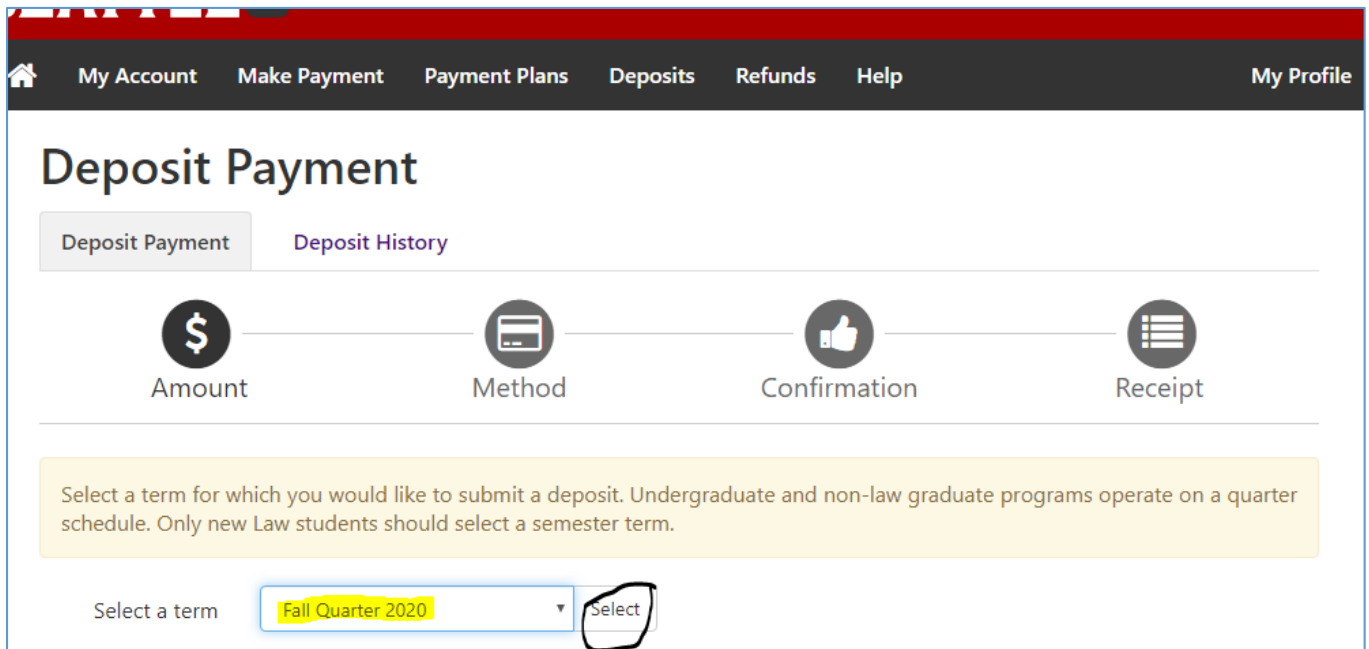 My Account Make Payment Payment Plans Deposits Refunds Help My Profile
Deposit Payment
Deposit Payment Deposit History
$
Amount Method Confirmation Receipt
Select a term for which you would like to submit a deposit. Undergraduate and non-law graduate programs operate on a quarter
schedule. Only new Law students should select a semester term.
Select a term Fall Quarter 2020 Select